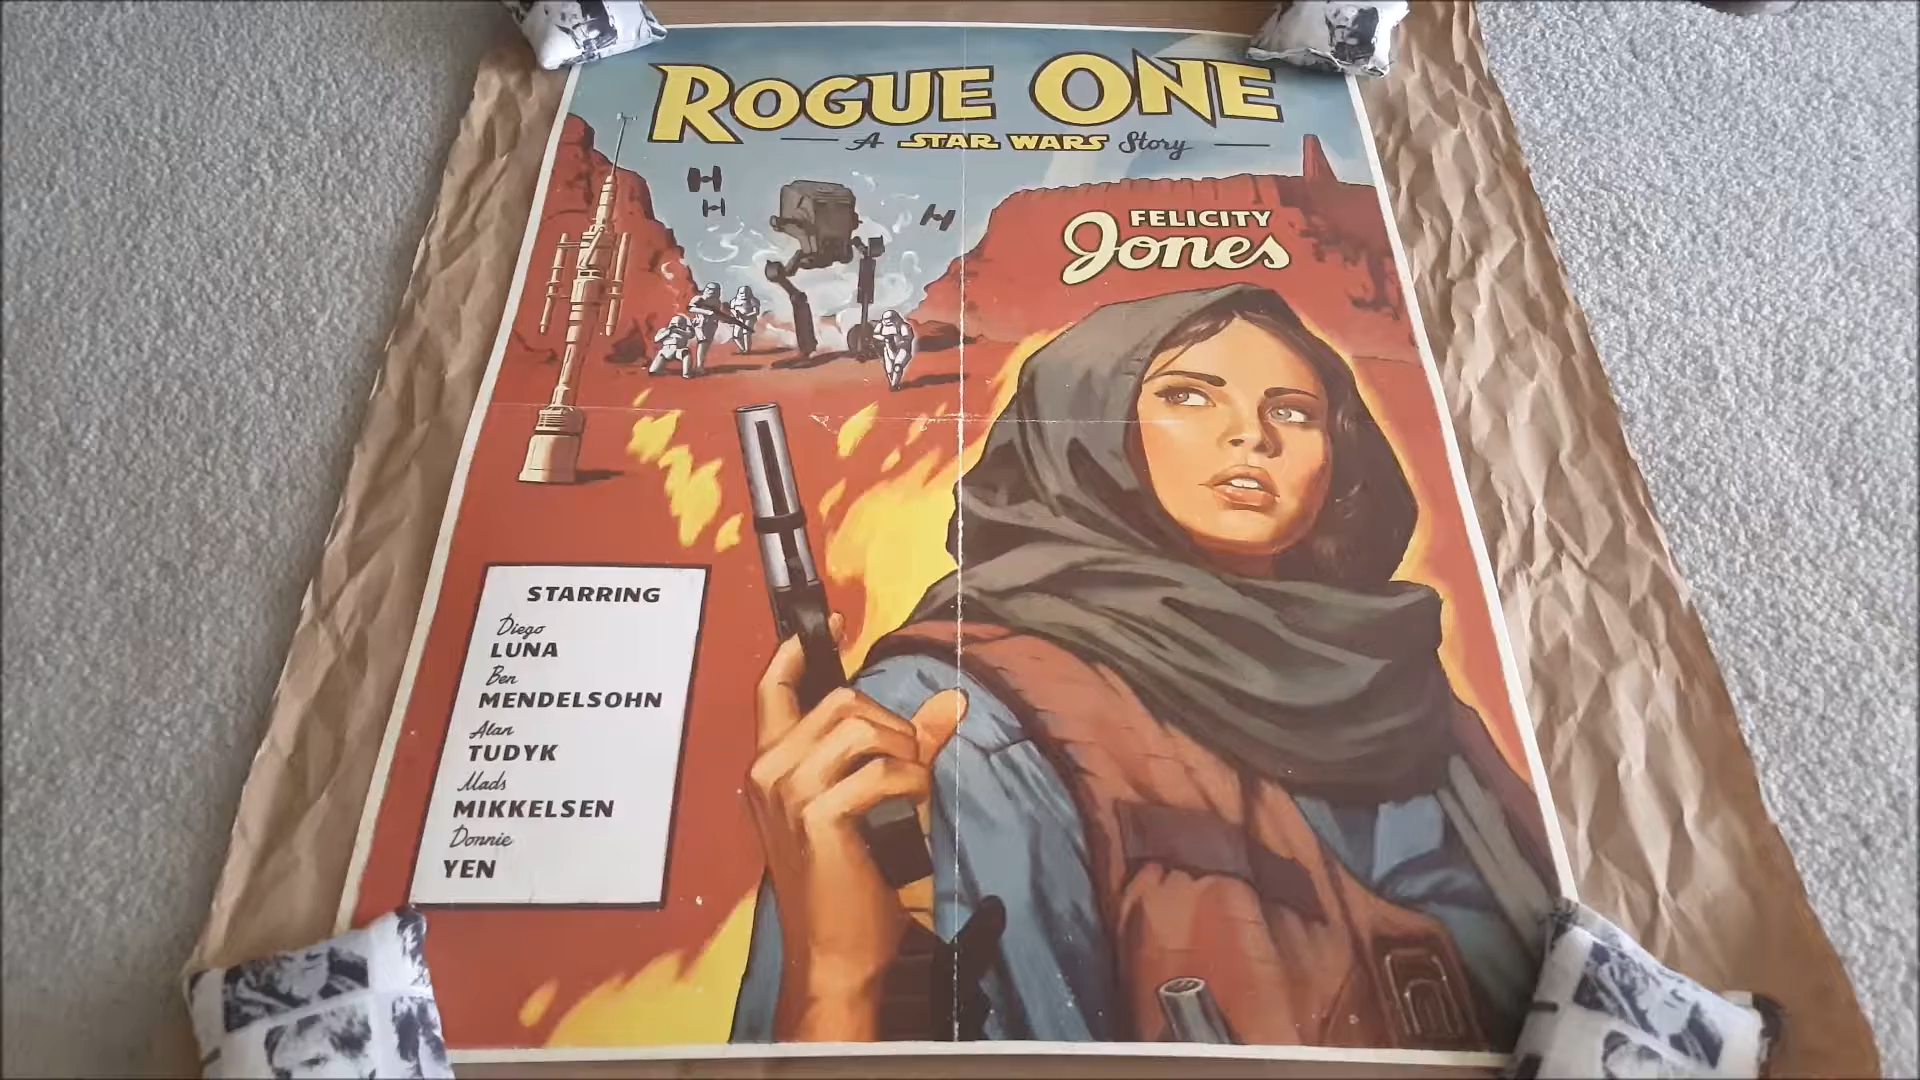 ROGUE ONE
A STAR WARS Story
FELICITY
Jones
STARRING
Diego
LUNA
Ben
MENDELSOHN
Alan
TUDYK
Mads
MIKKELSEN
Donnie
YEN